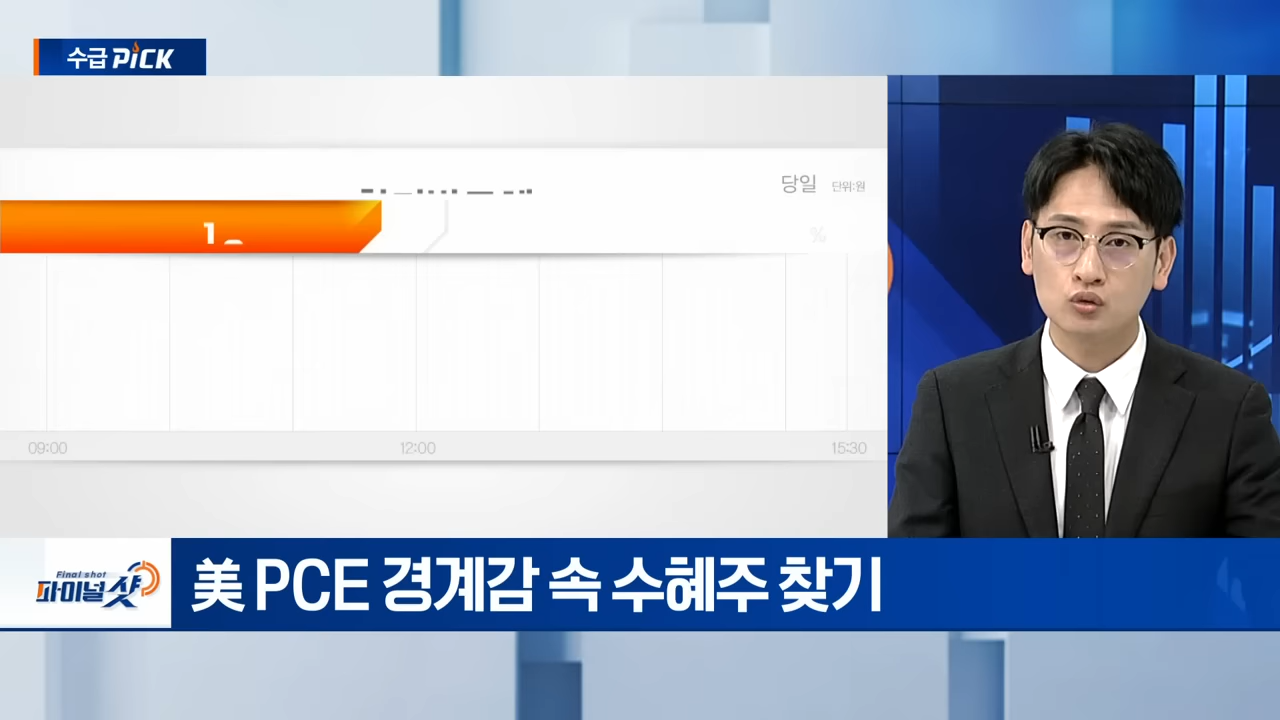 수급 PiCK
당일 단위:원
%
09:00 12:00 15:30
Final shot
파이널샷
美 PCE 경계감 속 수혜주 찾기